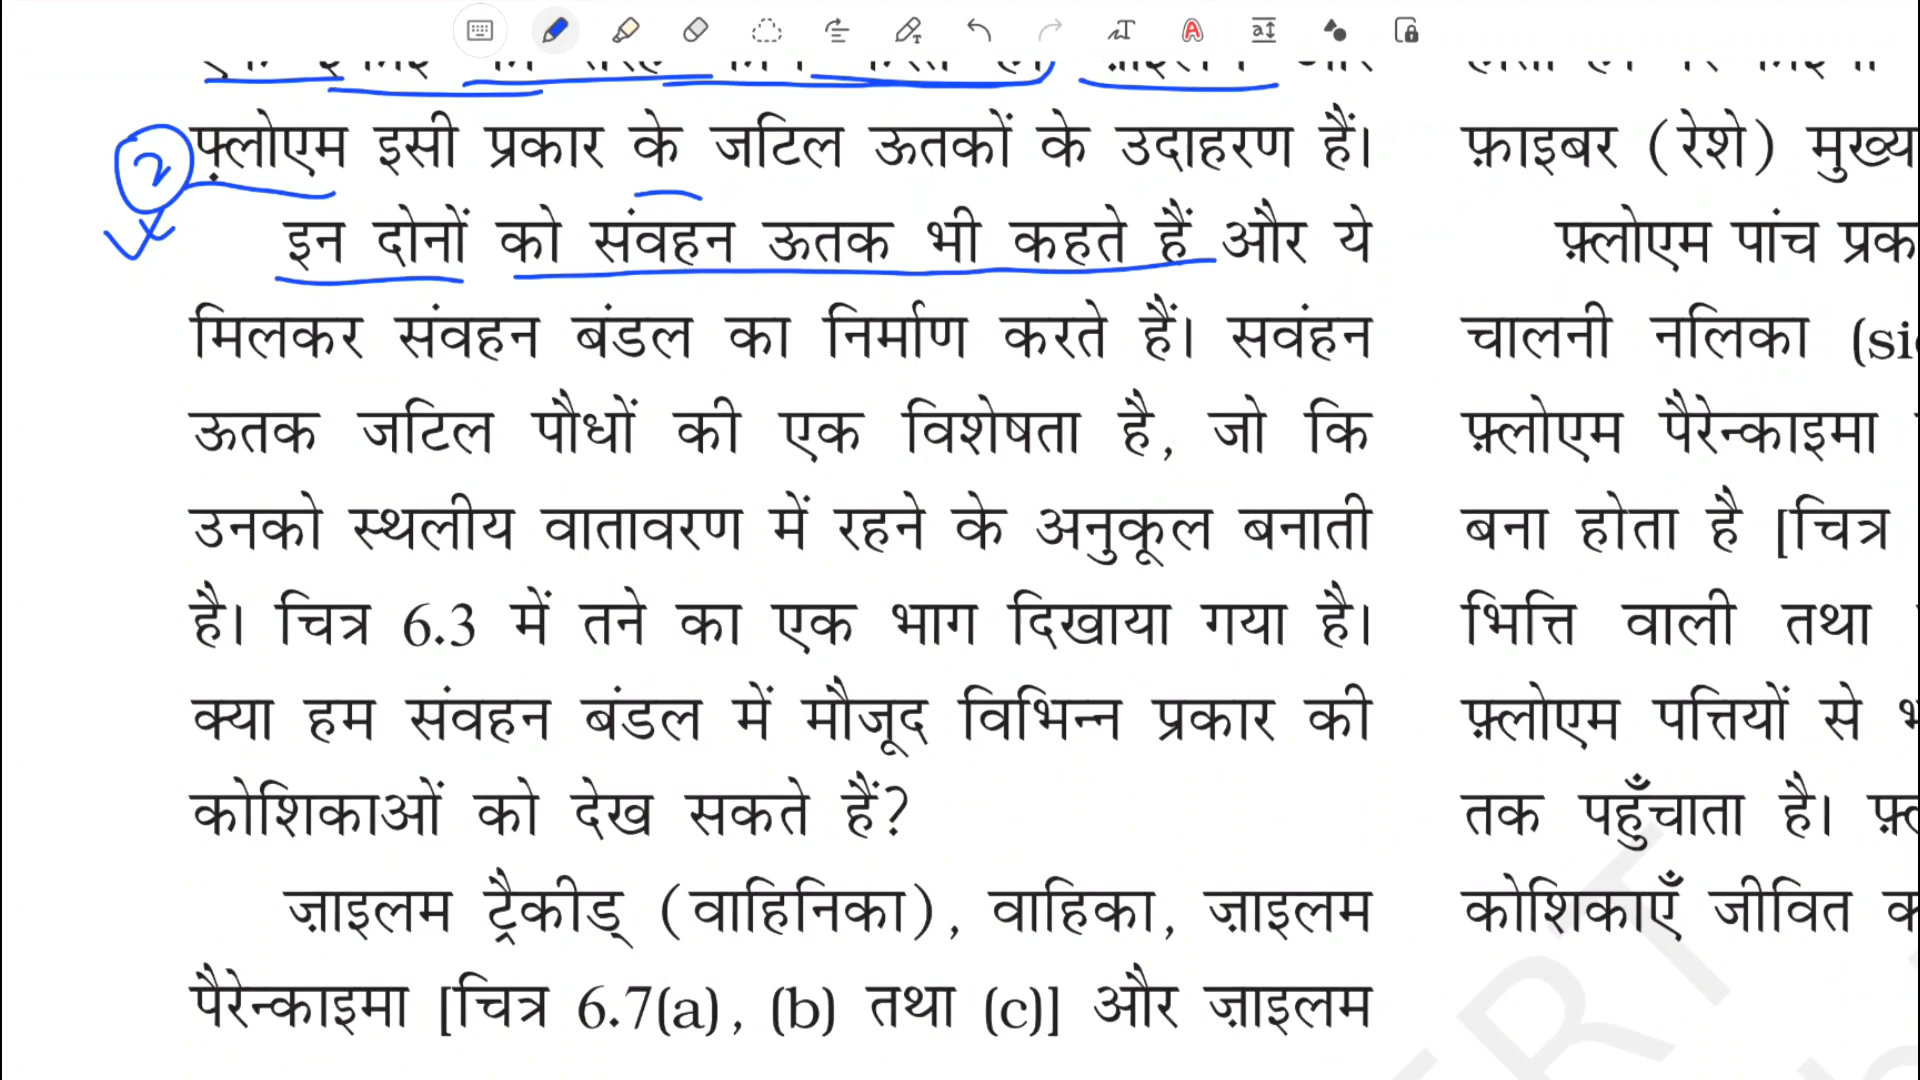 फ़्लोएम इसी प्रकार के जटिल ऊतकों के उदाहरण हैं।
इन दोनों को संवहन ऊतक भी कहते हैं और ये
मिलकर संवहन बंडल का निर्माण करते हैं। सवंहन
ऊतक जटिल पौधों की एक विशेषता है, जो कि
उनको स्थलीय वातावरण में रहने के अनुकूल बनाती
है। चित्र 6.3 में तने का एक भाग दिखाया गया है।
क्या हम संवहन बंडल में मौजूद विभिन्न प्रकार की
कोशिकाओं को देख सकते हैं?
ज़ाइलम ट्रैकीड् (वाहिनिका), वाहिका, ज़ाइलम
पैरेन्काइमा [चित्र 6.7(a), (b) तथा (c)] और ज़ाइलम
2
फ़ाइबर (रेशे) मुख्य
फ़्लोएम पांच प्रक
चालनी नलिका (si
फ़्लोएम पैरेन्काइमा
बना होता है [चित्र
भित्ति वाली तथा
फ़्लोएम पत्तियों से
तक पहुँचाता है।
कोशिकाएँ जीवित